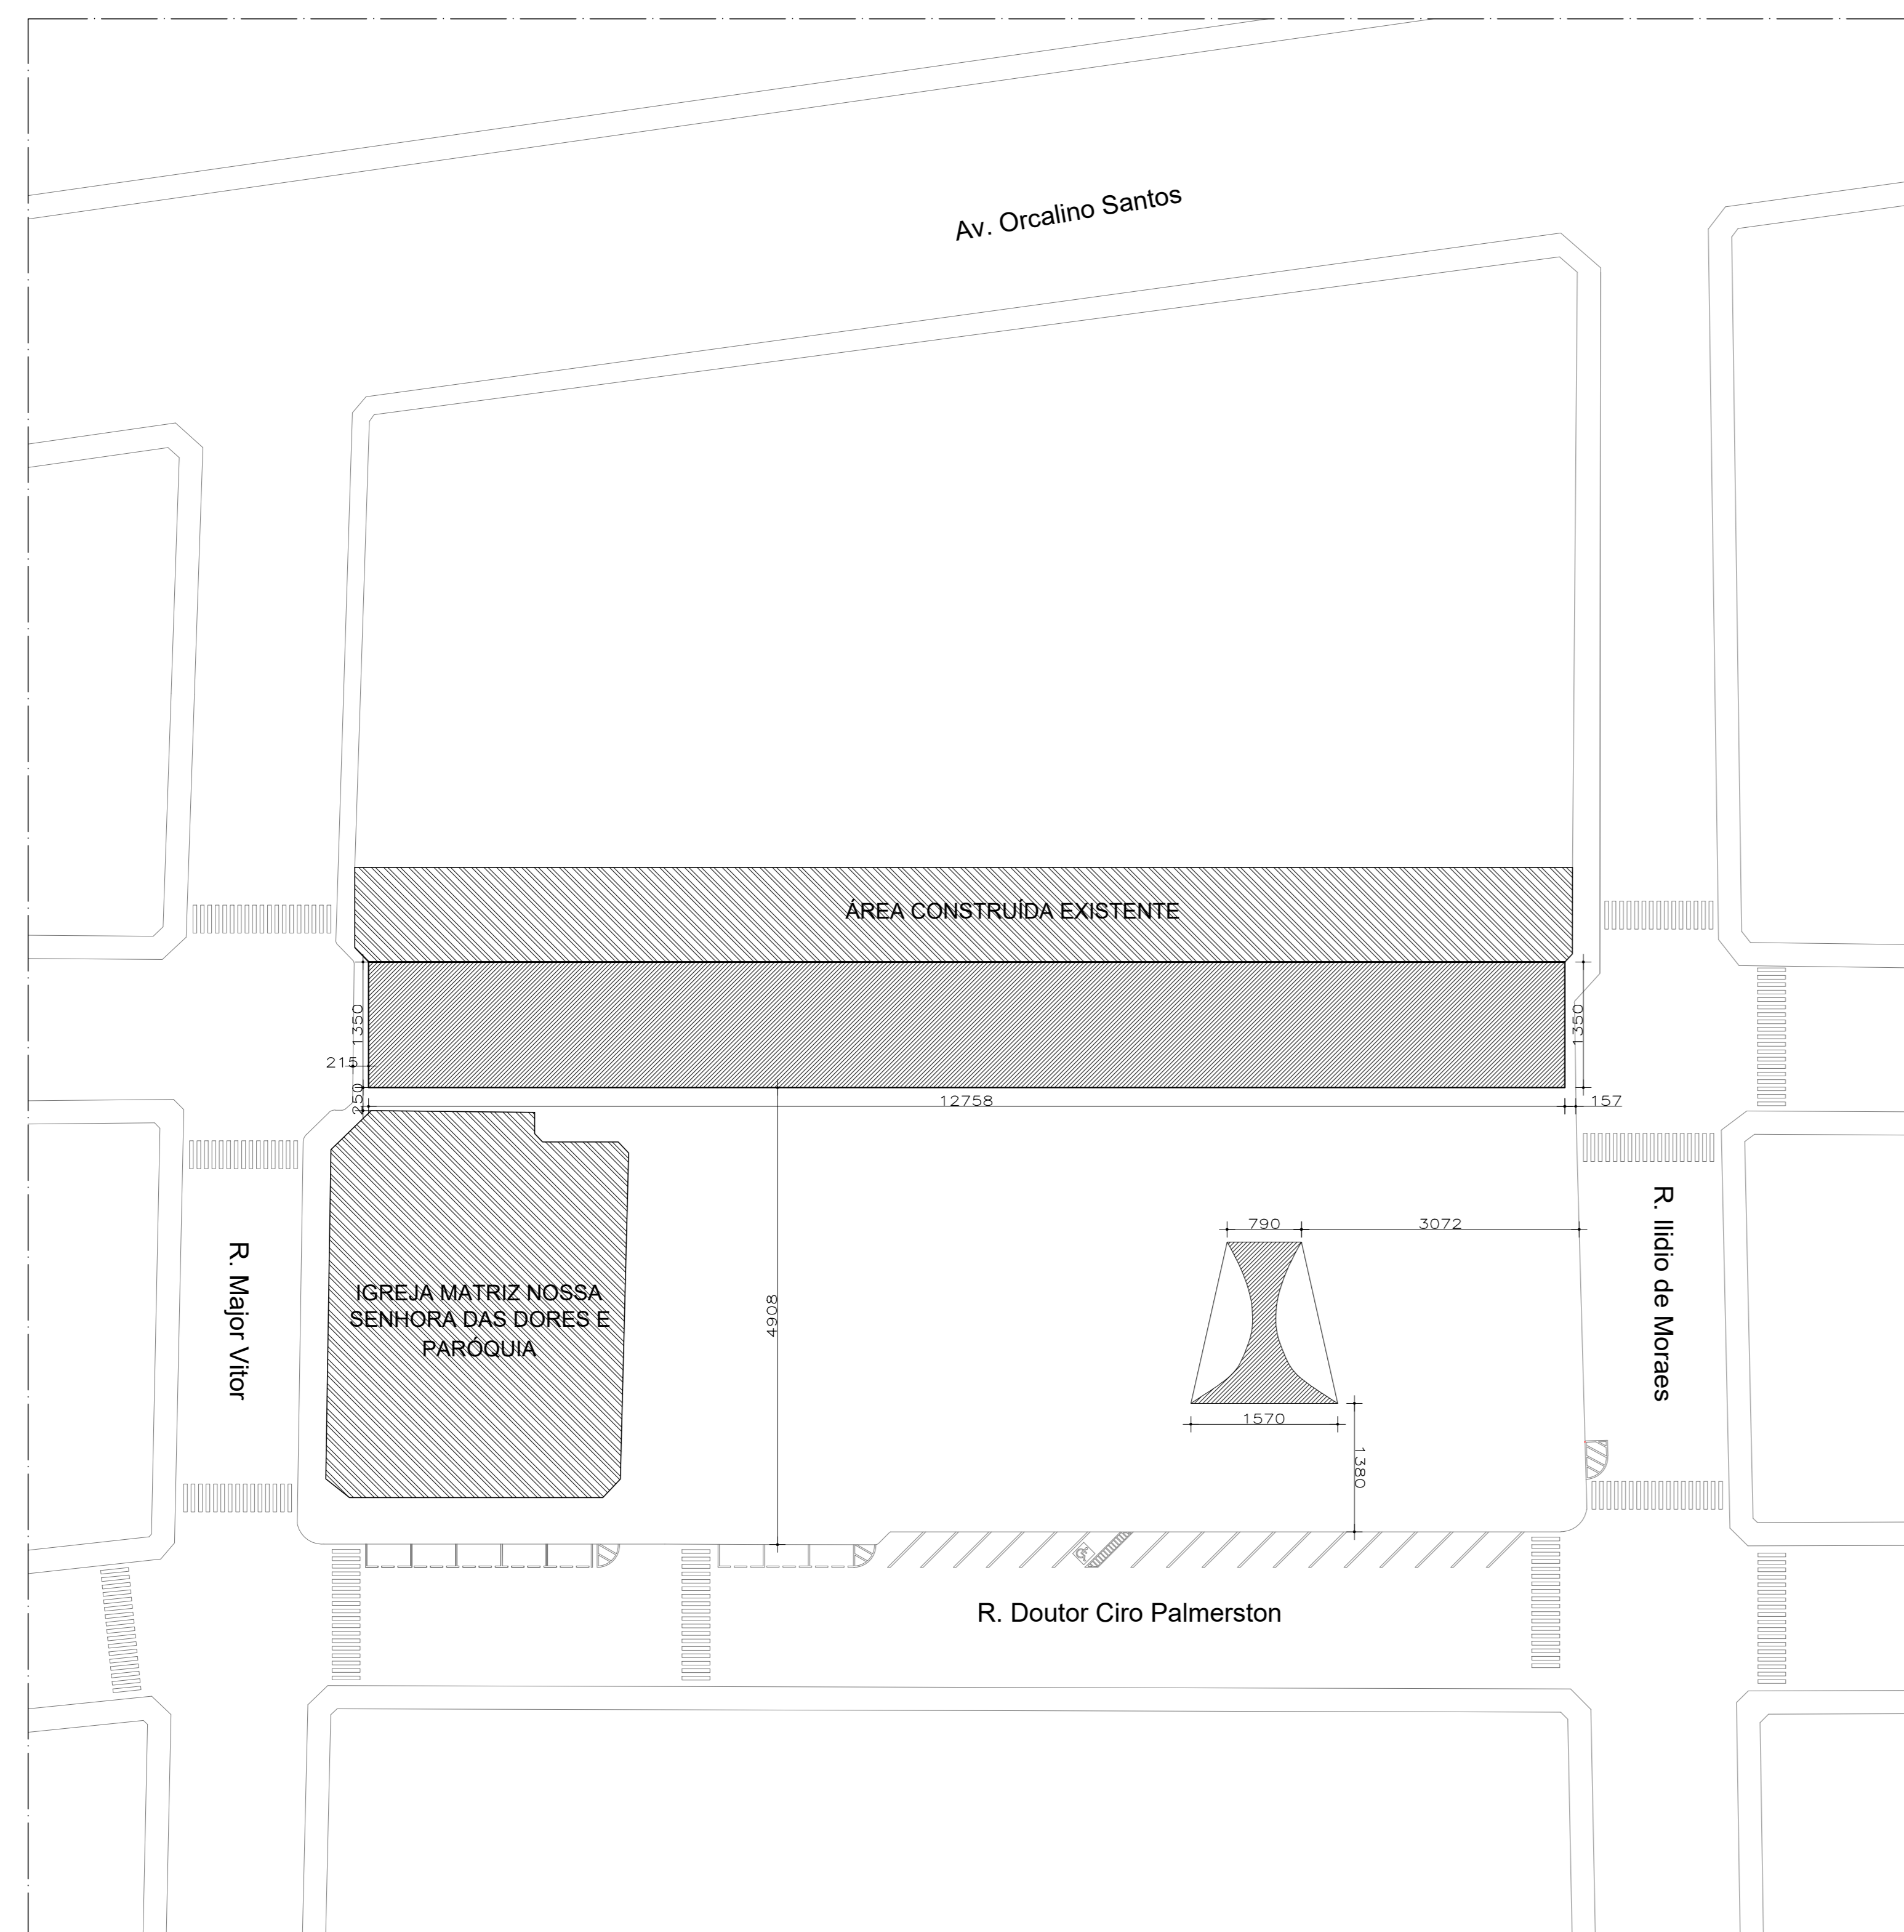 Av. Orcalino Santos
ÁREA CONSTRUÍDA EXISTENTE
1350
1350
215
250
12758
157
790
3072
R. Major Vitor
IGREJA MATRIZ NOSSA
SENHORA DAS DORES E
PARÓQUIA
4908
R. Ilidio de Moraes
1570
1380
R. Doutor Ciro Palmerston